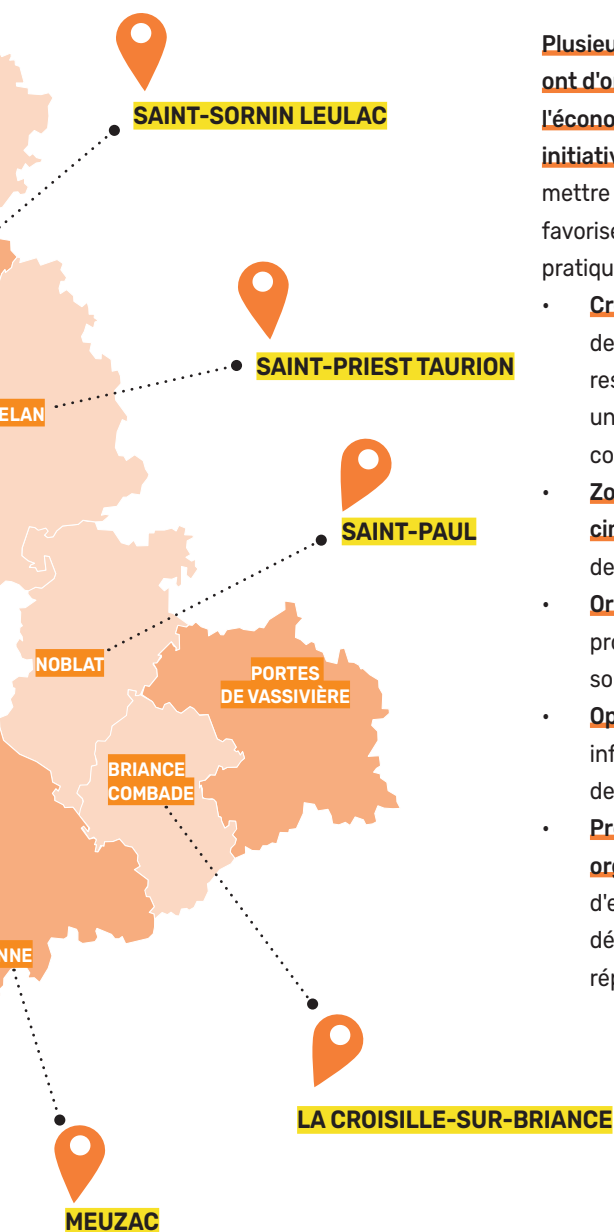 SAINT-SORNIN LEULAC
SAINT-PRIEST TAURION
ELAN
SAINT-PAUL
NOBLAT
PORTES
DE VASSIVIÈRE
BRIANCE
COMBADE
NNE
LA CROISILLE-SUR-BRIANCE
MEUZAC
Plusieu
ont d'o
l'écono
initiativ
mettre
favorise
pratiqu
• Cr
de
res
un
co
• Zo
cir
de
• Or
pro
so
• Op
inf
de
• Pr
org
d'e
dé
rép